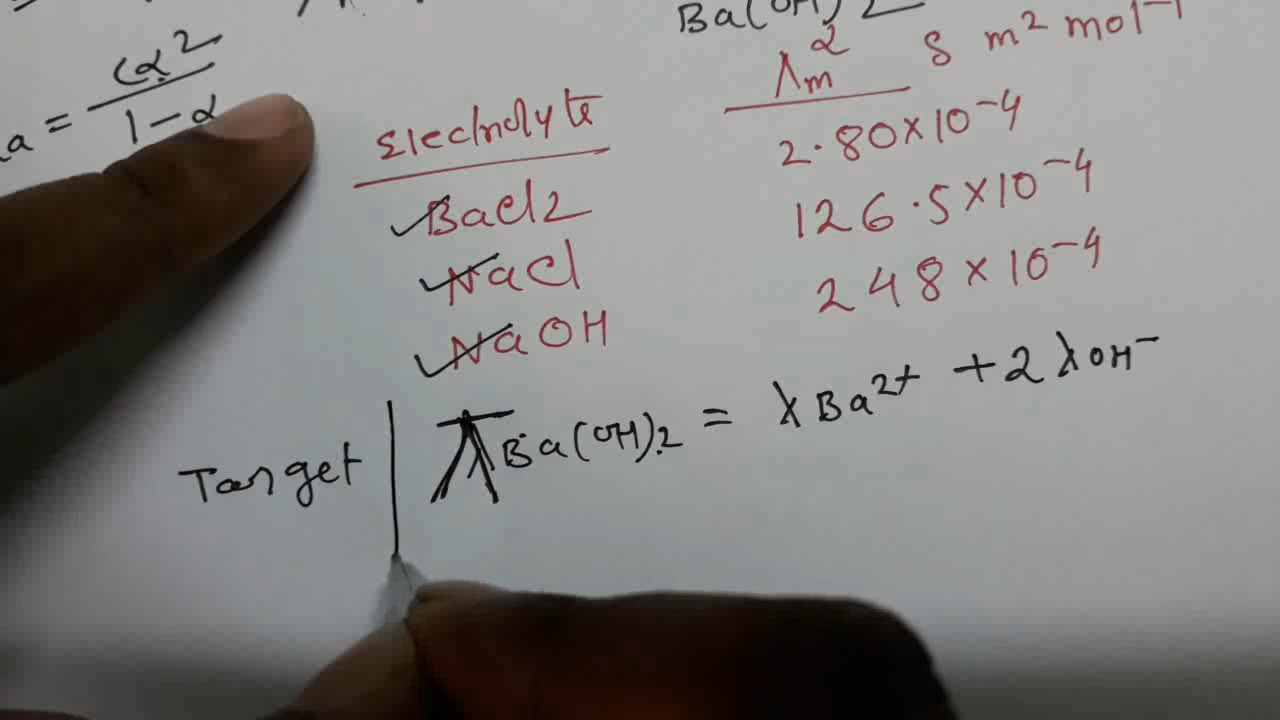 Ba(OH)2
a = Cα² / 1-α
Electrolyte Λm^α S m² mol⁻¹
BaCl2 2.80×10⁻⁴
NaCl 126.5×10⁻⁴
NaOH 248×10⁻⁴
Target | Λ Ba(OH)2 = λBa²⁺ + 2λOH⁻